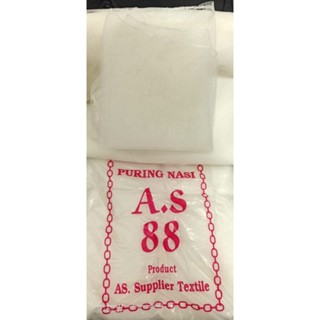 PURING NASI
A.S
88
Product
AS. Supplier Textile